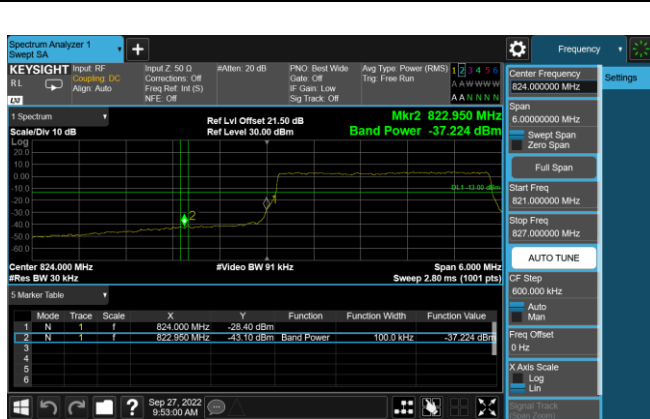 Spectrum Analyzer 1
Swept SA
Frequency
KEYSIGHT
RL
LXI
Input: RF
Coupling: DC
Align: Auto
Input Z: 50 Ω
Corrections: Off
Freq Ref: Int (S)
NFE: Off
#Atten: 20 dB
PNO: Best Wide
Gate: Off
IF Gain: Low
Sig Track: Off
Avg Type: Power (RMS)
Trig: Free Run
1 2 3 4 5 6
A A W W W W
A A N N N N
1 Spectrum
Scale/Div 10 dB
Ref Lvl Offset 21.50 dB
Ref Level 30.00 dBm
Mkr2 822.950 MHz
Band Power -37.224 dBm
Log
20.0
10.0
0.00
-10.0
-20.0
-30.0
-40.0
-50.0
-60.0
DL1 -13.00 dBm
1
2
Center 824.000 MHz
#Res BW 30 kHz
#Video BW 91 kHz
Span 6.000 MHz
Sweep 2.80 ms (1001 pts)
5 Marker Table
Mode Trace Scale X Y Function Function Width Function Value
1 N 1 f 824.000 MHz -28.40 dBm
2 N 1 f 822.950 MHz -43.10 dBm Band Power 100.0 kHz -37.224 dBm
3
4
5
6
Sep 27, 2022
9:53:00 AM
Center Frequency
824.000000 MHz
Span
6.00000000 MHz
Swept Span
Zero Span
Full Span
Start Freq
821.000000 MHz
Stop Freq
827.000000 MHz
AUTO TUNE
CF Step
600.000 kHz
Auto
Man
Freq Offset
0 Hz
X Axis Scale
Log
Lin
Signal Track
(Span Zoom)
Settings